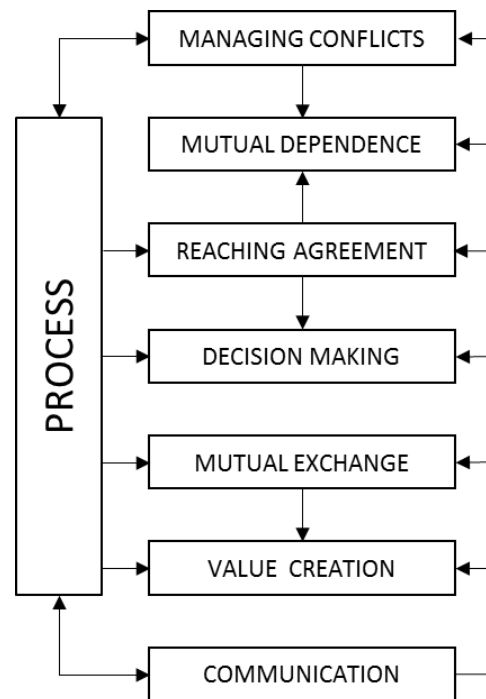 MANAGING CONFLICTS
MUTUAL DEPENDENCE
REACHING AGREEMENT
DECISION MAKING
MUTUAL EXCHANGE
VALUE CREATION
COMMUNICATION
PROCESS